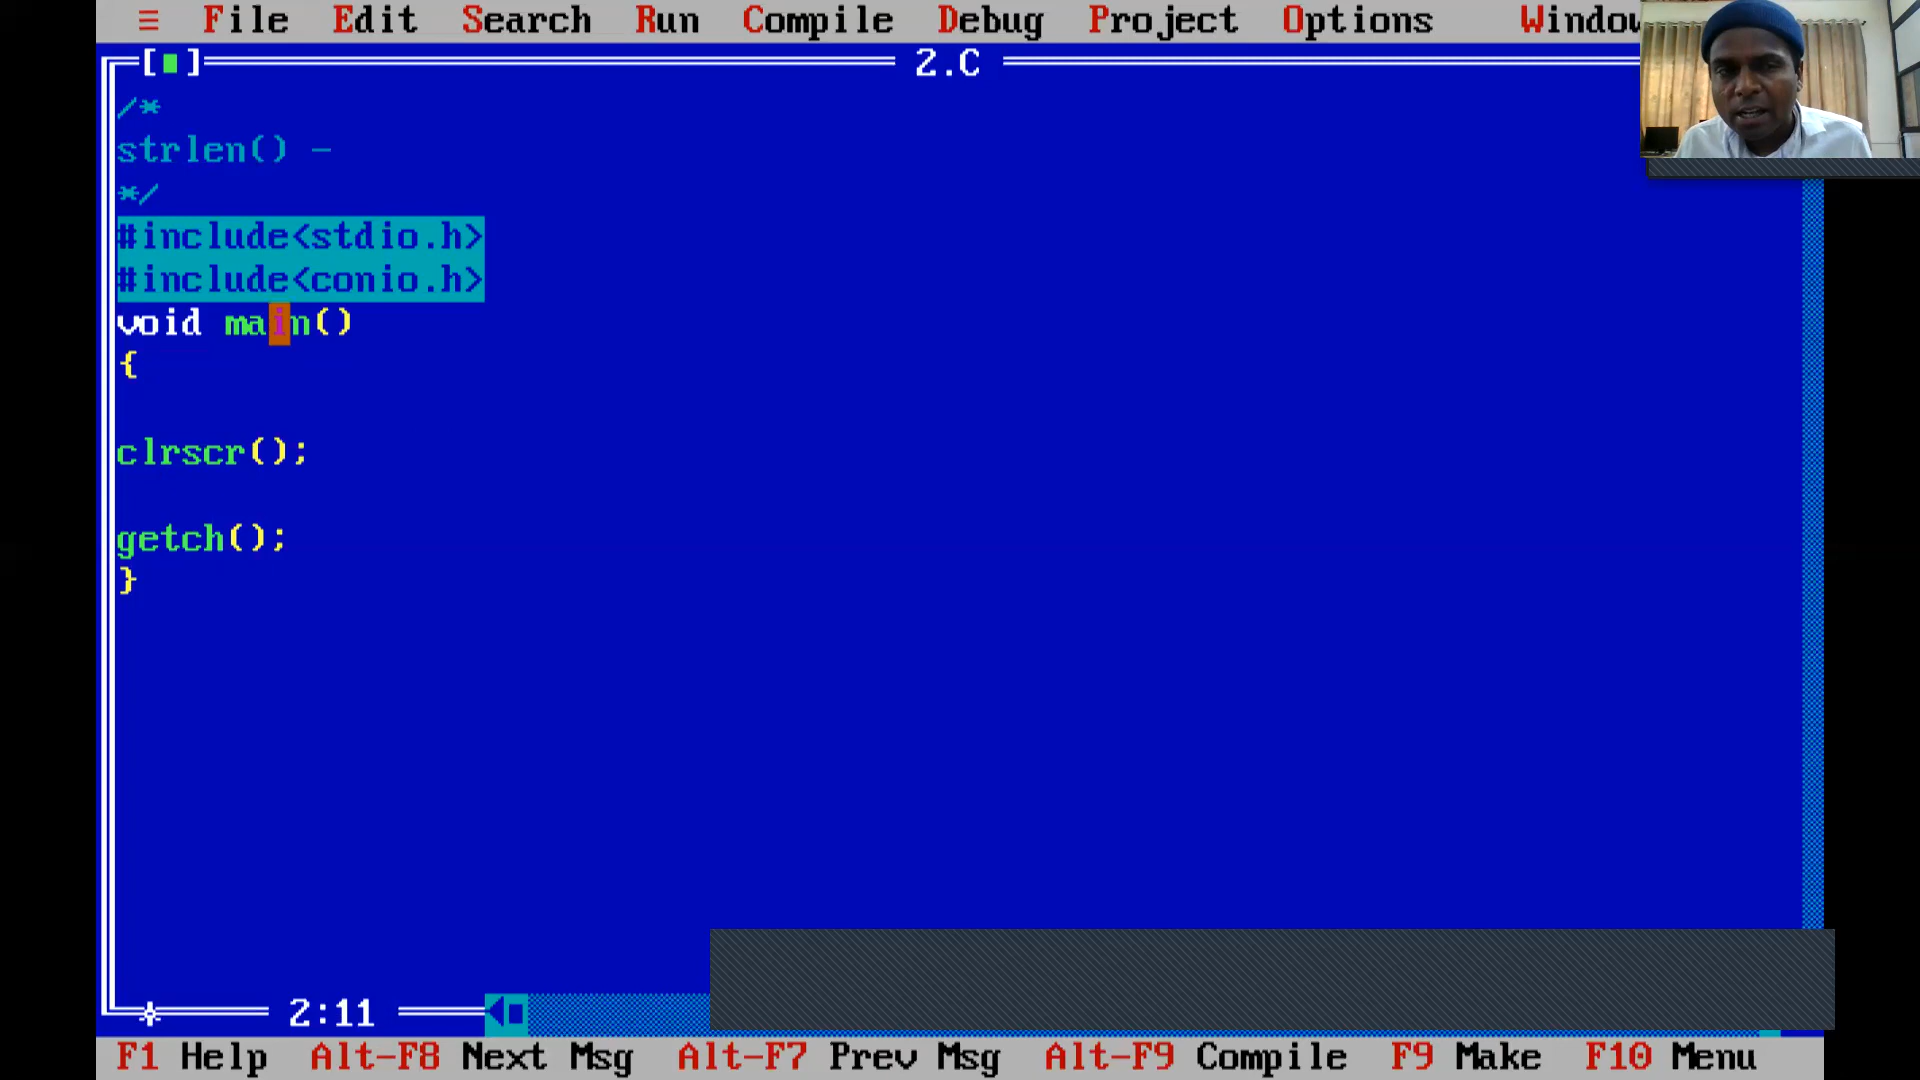 ≡ File Edit Search Run Compile Debug Project Options Window
[■] 2.C
/*
strlen() -
*/
#include<stdio.h>
#include<conio.h>
void main()
{
clrscr();
getch();
}
2:11
F1 Help Alt-F8 Next Msg Alt-F7 Prev Msg Alt-F9 Compile F9 Make F10 Menu